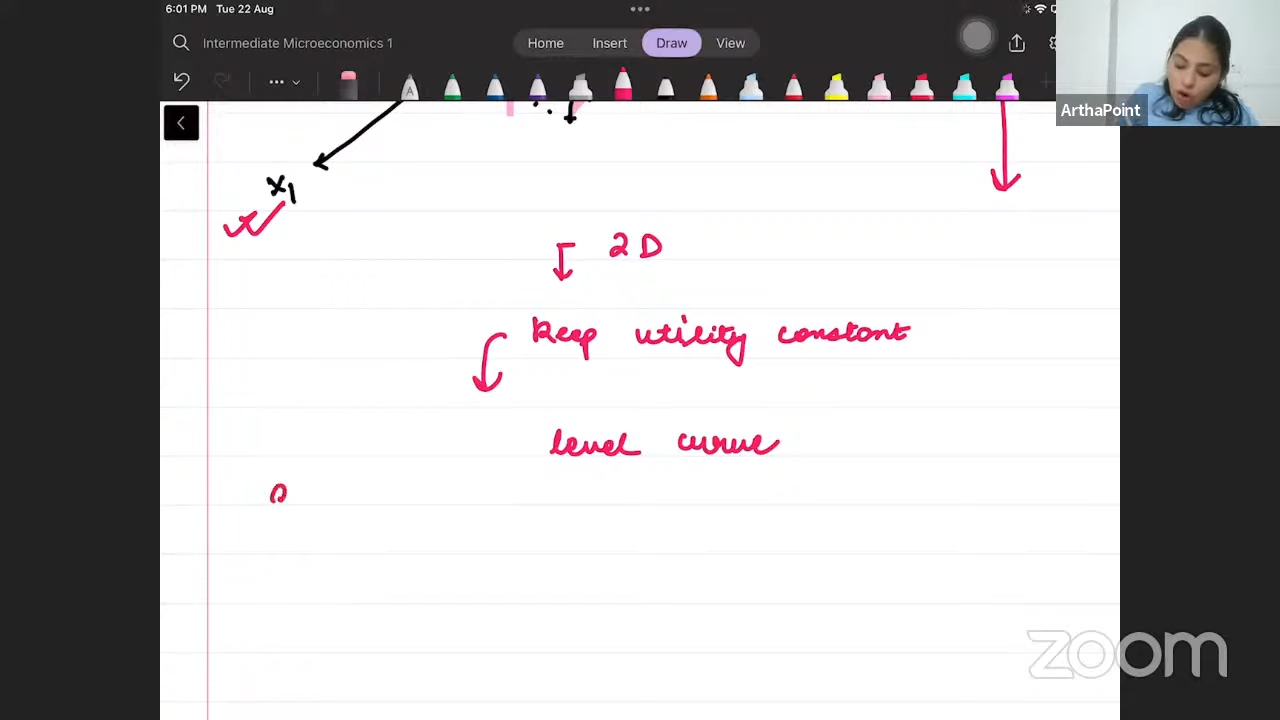 6:01 PM Tue 22 Aug
Intermediate Microeconomics 1
Home Insert Draw View
A
ArthaPoint
x1
2D
Keep utility constant
level curve
zoom